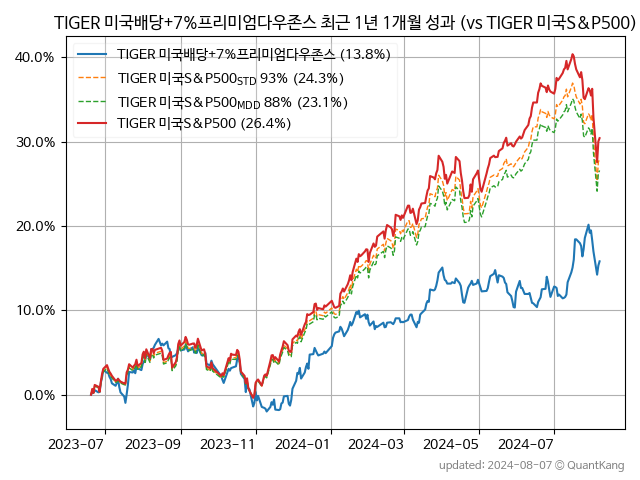 TIGER 미국배당+7%프리미엄다우존스 최근 1년 1개월 성과 (vs TIGER 미국S&P500)
TIGER 미국배당+7%프리미엄다우존스 (13.8%)
TIGER 미국S&P500STD 93% (24.3%)
TIGER 미국S&P500MDD 88% (23.1%)
TIGER 미국S&P500 (26.4%)
40.0%
30.0%
20.0%
10.0%
0.0%
2023-07 2023-09 2023-11 2024-01 2024-03 2024-05 2024-07
updated: 2024-08-07 © QuantKang